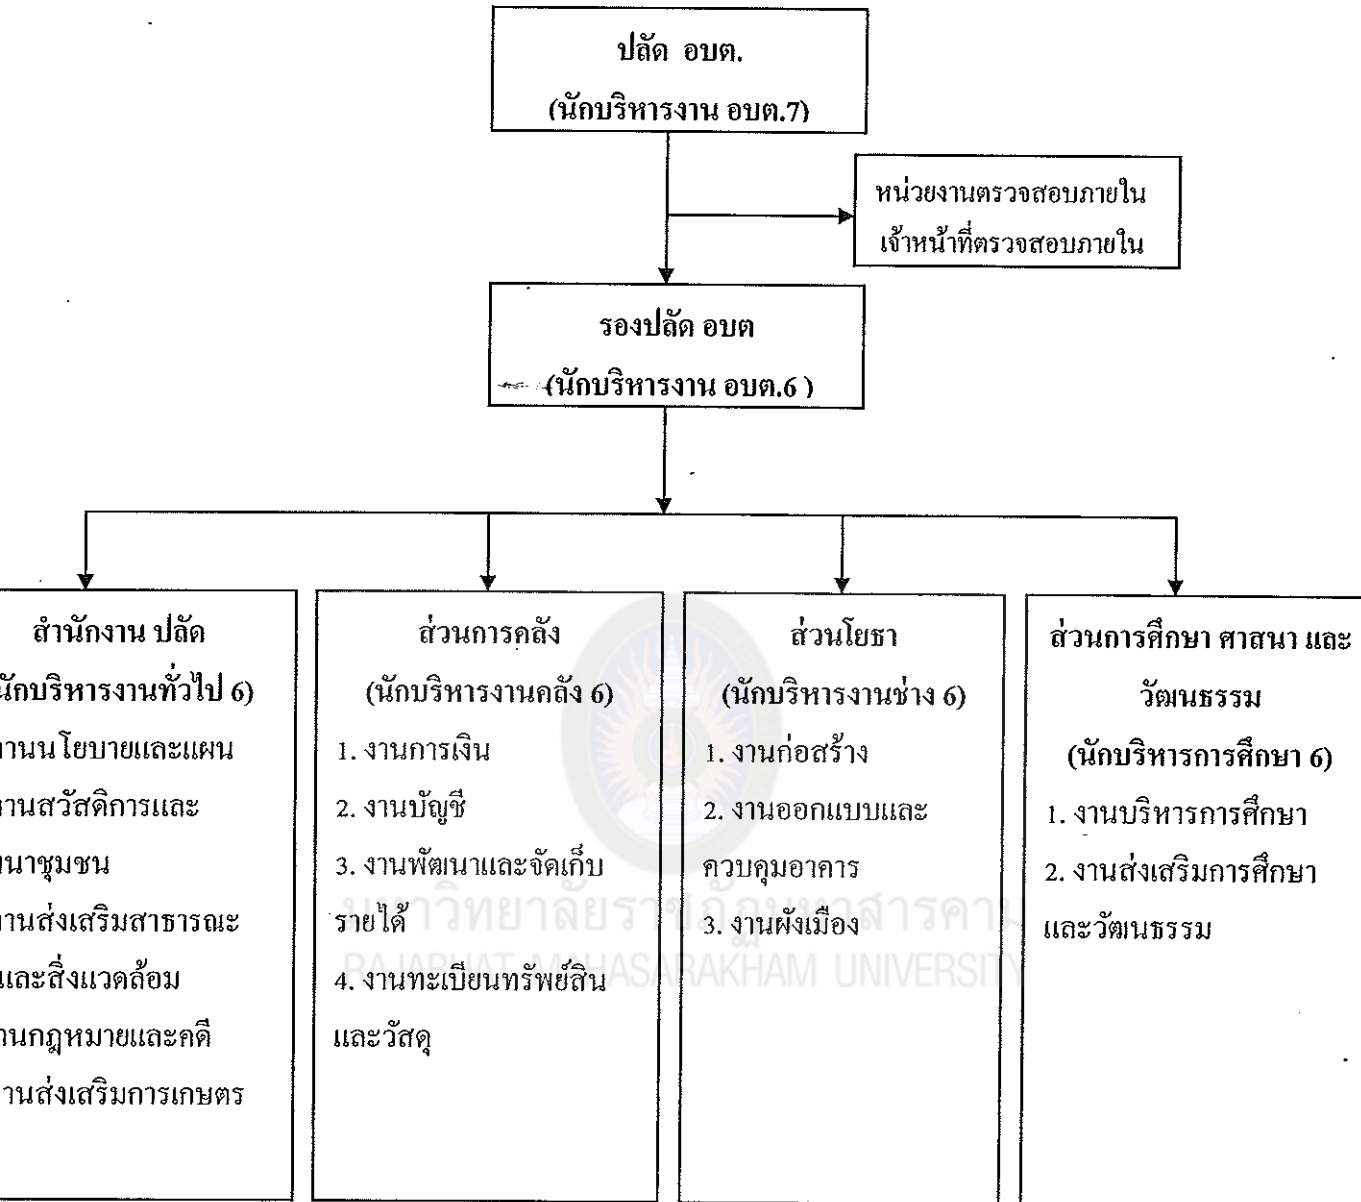 ปลัด อบต.
(นักบริหารงาน อบต.7)
หน่วยงานตรวจสอบภายใน
เจ้าหน้าที่ตรวจสอบภายใน
รองปลัด อบต
(นักบริหารงาน อบต.6 )
สำนักงาน ปลัด
นักบริหารงานทั่วไป 6)
งานนโยบายและแผน
งานสวัสดิการและ
ชุมชน
งานส่งเสริมสาธารณะ
และสิ่งแวดล้อม
านกฎหมายและคดี
งานส่งเสริมการเกษตร
ส่วนการคลัง
(นักบริหารงานคลัง 6)
1. งานการเงิน
2. งานบัญชี
3. งานพัฒนาและจัดเก็บ
รายได้
4. งานทะเบียนทรัพย์สิน
และวัสดุ
ส่วนโยธา
(นักบริหารงานช่าง 6)
1. งานก่อสร้าง
2. งานออกแบบและ
ควบคุมอาคาร
3. งานผังเมือง
ส่วนการศึกษา ศาสนา และ
วัฒนธรรม
(นักบริหารการศึกษา 6)
1. งานบริหารการศึกษา
2. งานส่งเสริมการศึกษา
และวัฒนธรรม
มหาวิทยาลัยราชภัฏมหาสารคาม
RAJABHAT MAHASARAKHAM UNIVERSITY